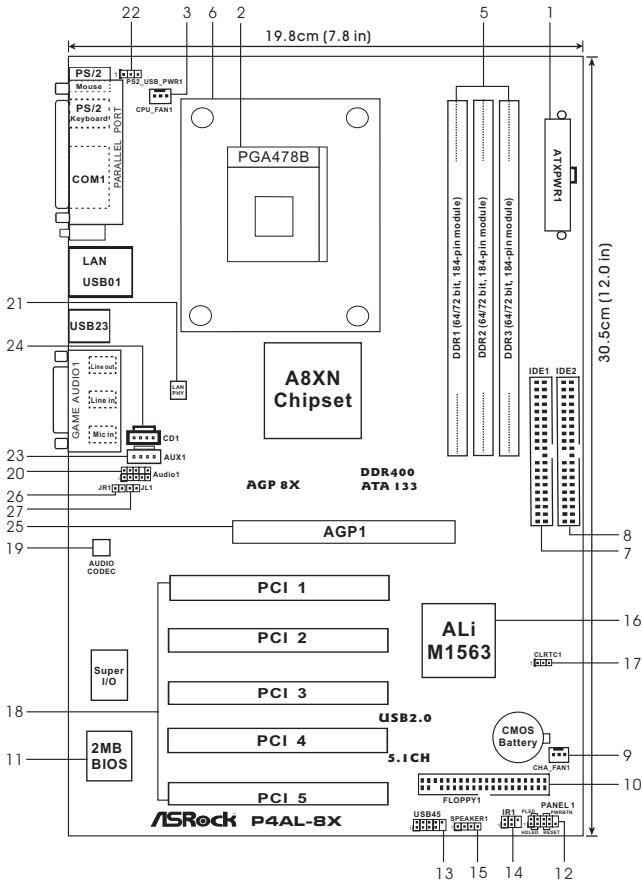 22
3
6
2
5
1
19.8cm (7.8 in)
PS/2
Mouse
1
PS2_USB_PWR1
CPU_FAN1
PS/2
Keyboard
PARALLEL PORT
COM1
PGA478B
ATXPWR1
DDR1 (64/72 bit, 184-pin module)
DDR2 (64/72 bit, 184-pin module)
DDR3 (64/72 bit, 184-pin module)
30.5cm (12.0 in)
LAN
USB01
21
USB23
24
GAME AUDIO1
Line out
Line in
Mic in
LAN
PHY
A8XN
Chipset
IDE1
IDE2
CD1
23
AUX1
20
Audio1
1
26
JR1
JL1
27
AGP 8X
DDR400
ATA 133
25
AGP1
8
7
19
AUDIO
CODEC
PCI 1
PCI 2
ALi
M1563
16
CLRTC1
1
17
Super
I/O
PCI 3
18
USB2.0
PCI 4
5.1CH
CMOS
Battery
11
2MB
BIOS
9
CHA_FAN1
10
PCI 5
FLOPPY1
ASRock P4AL-8X
USB45
1
SPEAKER1
1
IR1
1
PLED
PANEL1
PWRBTN
1
HDLED
RESET
13
15
14
12